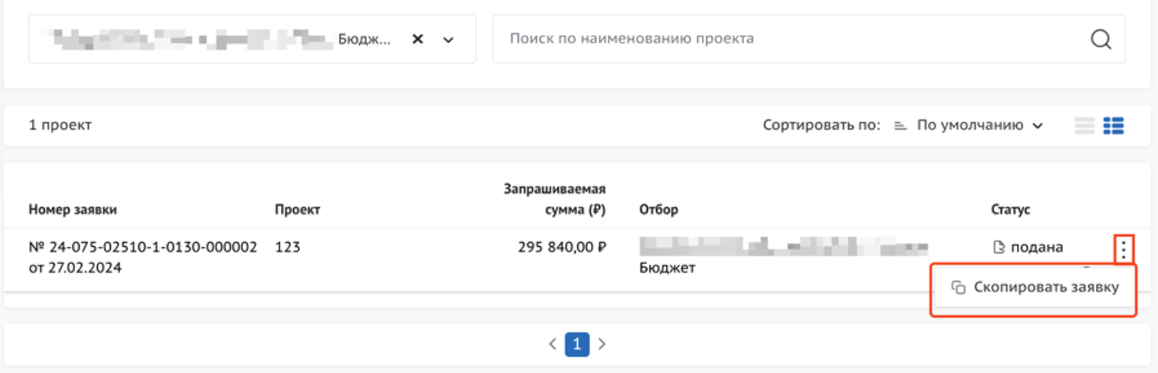 Бюдж...
Поиск по наименованию проекта
1 проект
Сортировать по: По умолчанию
Запрашиваемая
Номер заявки Проект сумма (₽) Отбор Статус
№ 24-075-02510-1-0130-000002 123 295 840,00 ₽ подана
от 27.02.2024 Бюджет
Скопировать заявку
1